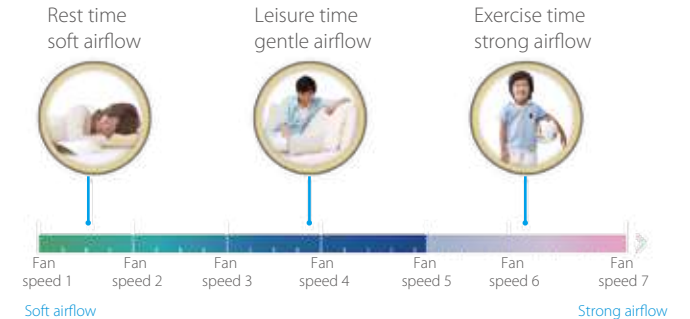 Rest time
soft airflow
Leisure time
gentle airflow
Exercise time
strong airflow
Fan
speed 1
Fan
speed 2
Fan
speed 3
Fan
speed 4
Fan
speed 5
Fan
speed 6
Fan
speed 7
Soft airflow
Strong airflow